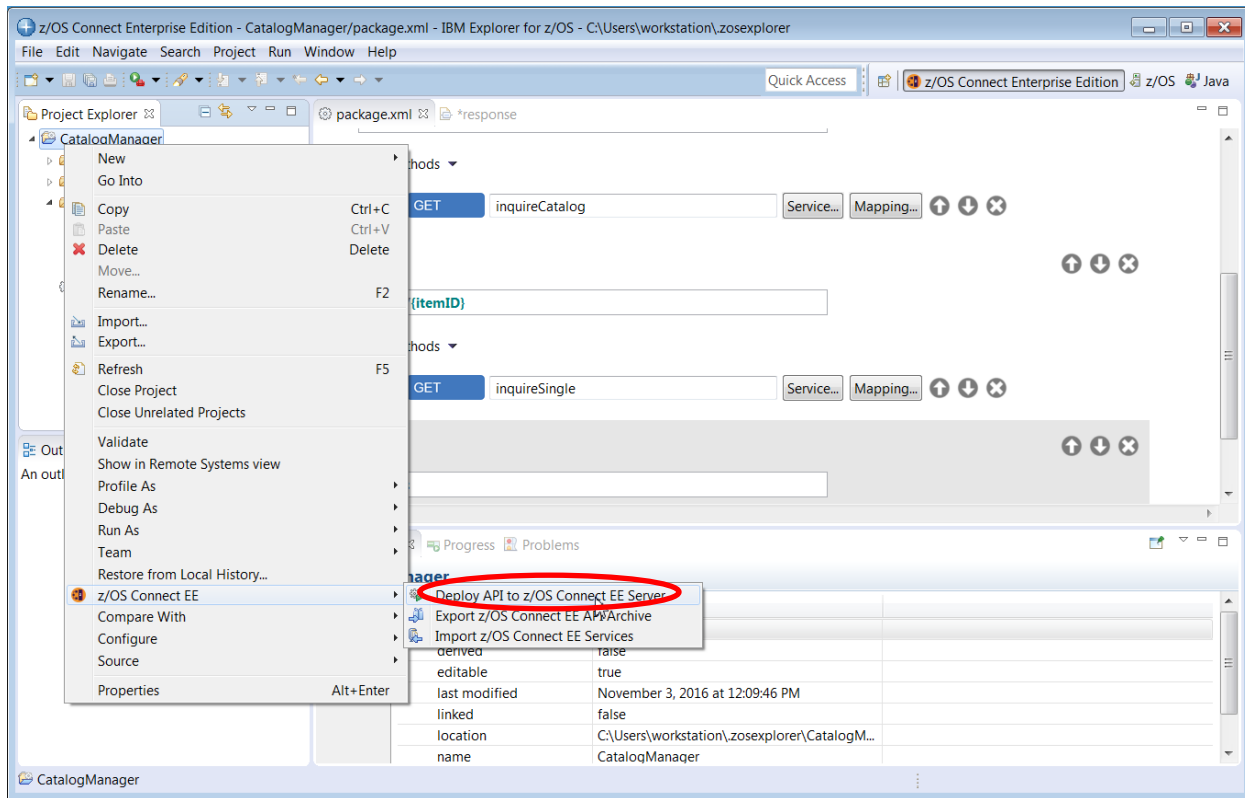 z/OS Connect Enterprise Edition - CatalogManager/package.xml - IBM Explorer for z/OS - C:\Users\workstation\.zosexplorer
File Edit Navigate Search Project Run Window Help
Quick Access z/OS Connect Enterprise Edition z/OS Java
Project Explorer package.xml *response
CatalogManager
New
Go Into
Copy Ctrl+C
Paste Ctrl+V
Delete Delete
Move...
Rename... F2
Import...
Export...
Refresh F5
Close Project
Close Unrelated Projects
Validate
Show in Remote Systems view
Profile As
Debug As
Run As
Team
Restore from Local History...
z/OS Connect EE
Compare With
Configure
Source
Properties Alt+Enter
Deploy API to z/OS Connect EE Server
Export z/OS Connect EE API Archive
Import z/OS Connect EE Services
thods
GET inquireCatalog Service... Mapping...
/{itemID}
thods
GET inquireSingle Service... Mapping...
Out
An outl
Progress Problems
nager
derived false
editable true
last modified November 3, 2016 at 12:09:46 PM
linked false
location C:\Users\workstation\.zosexplorer\CatalogM...
name CatalogManager
CatalogManager